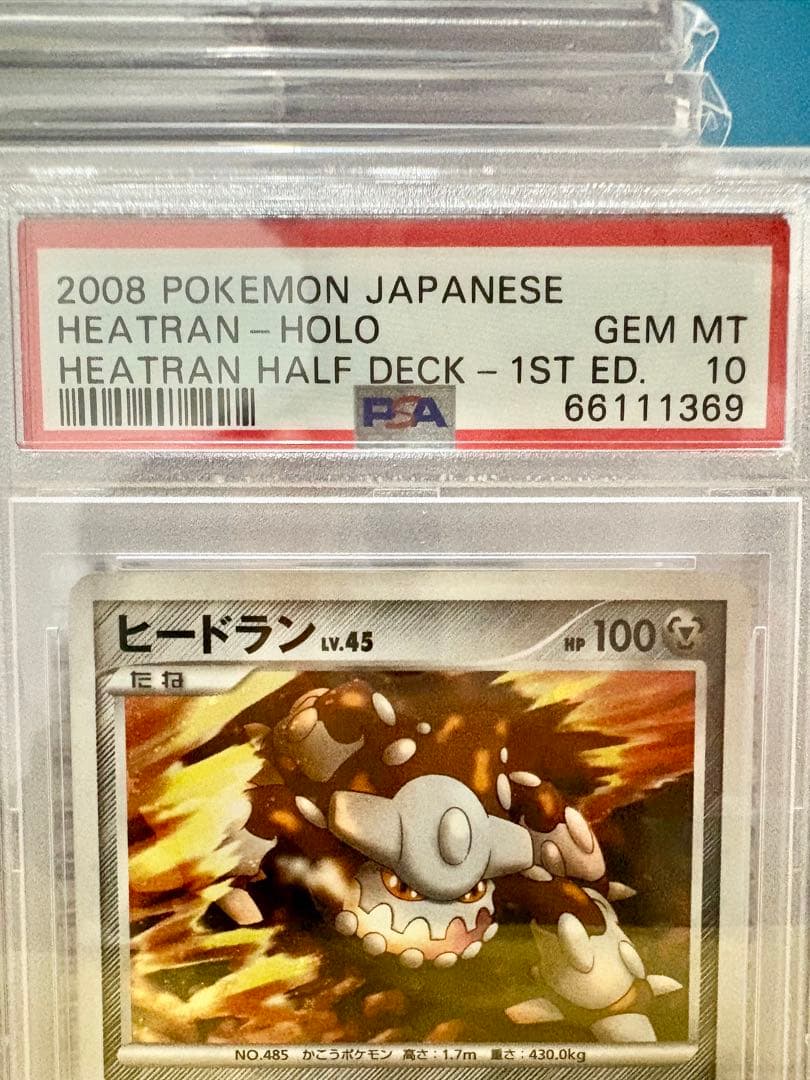 2008 POKEMON JAPANESE
HEATRAN - HOLO GEM MT
HEATRAN HALF DECK - 1ST ED. 10
PSA 66111369
ヒードラン LV.45 HP 100
たね
NO.485 かこうポケモン 高さ:1.7m 重さ:430.0kg